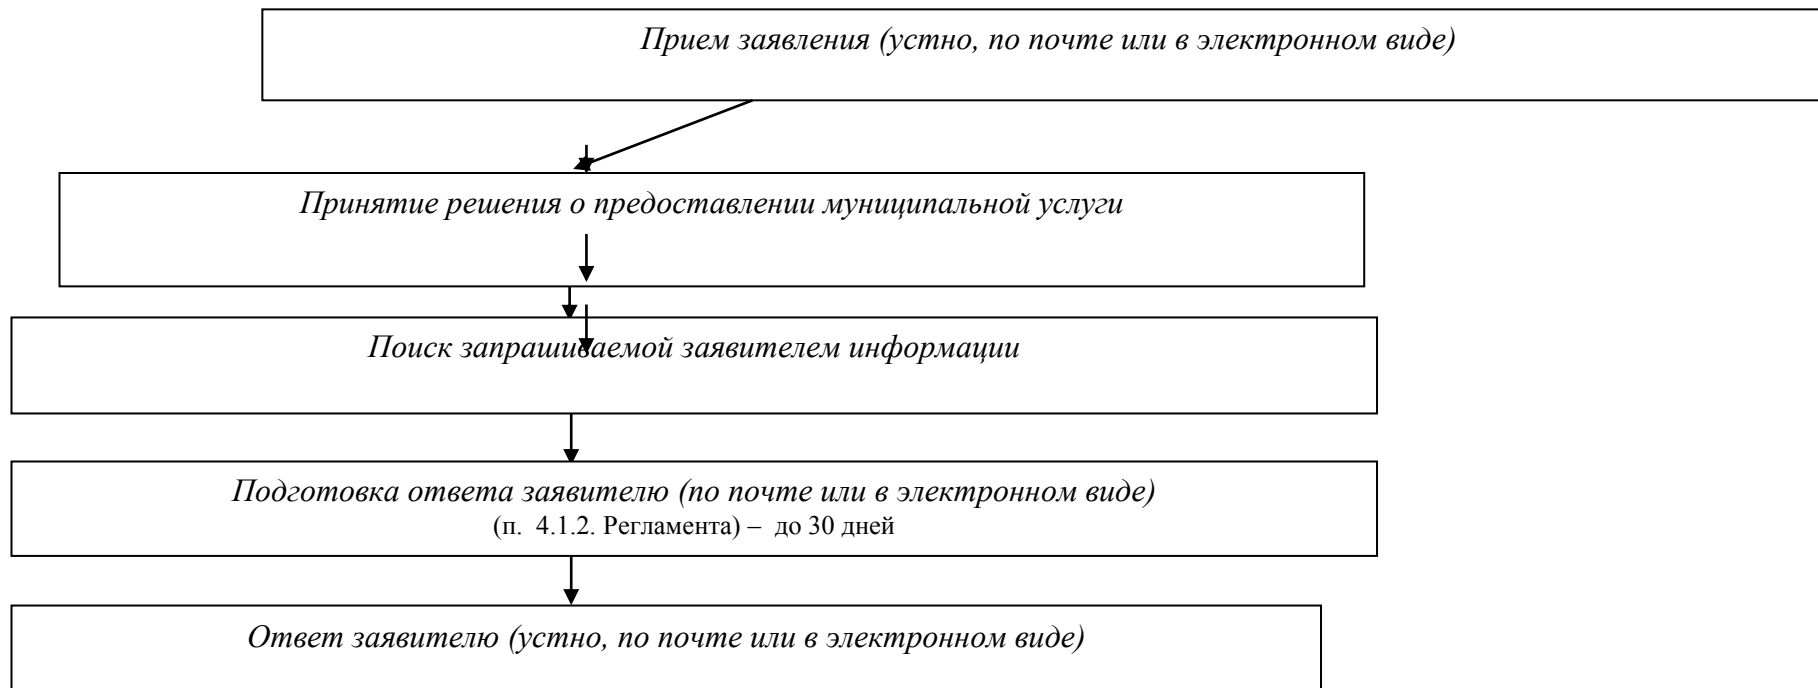 Прием заявления (устно, по почте или в электронном виде)
Принятие решения о предоставлении муниципальной услуги
Поиск запрашиваемой заявителем информации
Подготовка ответа заявителю (по почте или в электронном виде)
(п. 4.1.2. Регламента) – до 30 дней
Ответ заявителю (устно, по почте или в электронном виде)